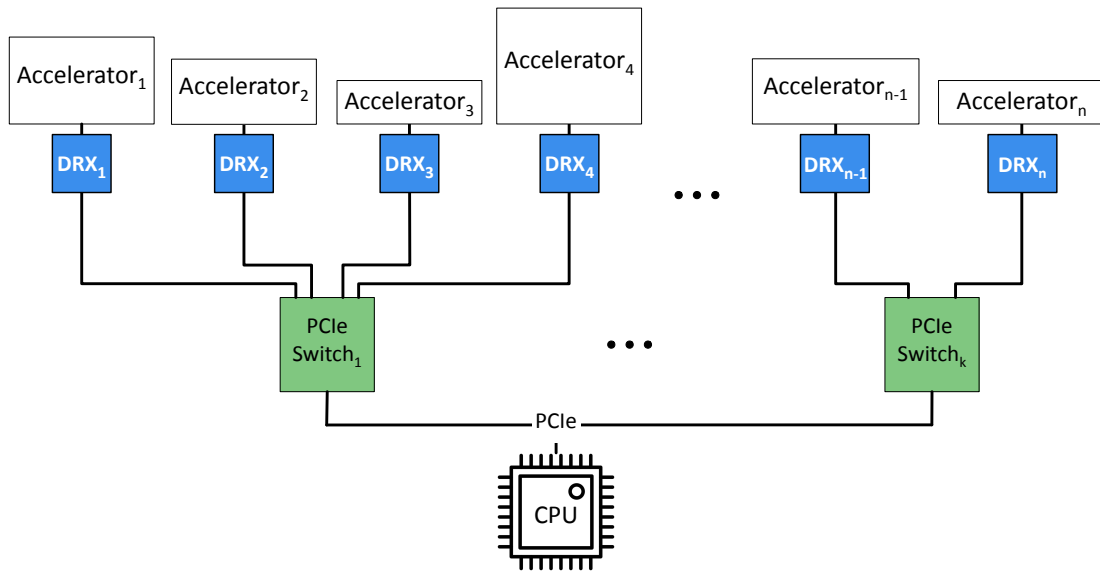 Accelerator₁
Accelerator₂
Accelerator₃
Accelerator₄
Acceleratorₙ₋₁
Acceleratorₙ
DRX₁
DRX₂
DRX₃
DRX₄
DRXₙ₋₁
DRXₙ
• • •
PCIe
Switch₁
• • •
PCIe
Switchₖ
PCIe
CPU